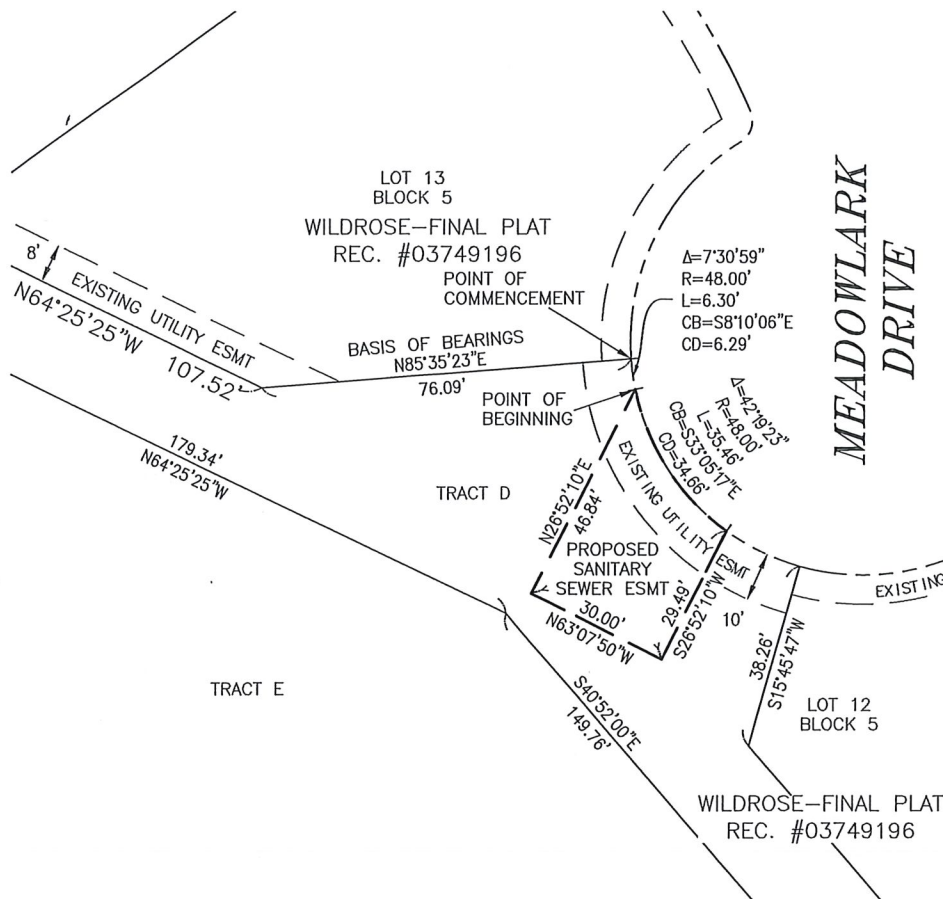 LOT 13
BLOCK 5
WILDROSE-FINAL PLAT
REC. #03749196
MEADOWLARK
DRIVE
Δ=7°30'59"
R=48.00'
L=6.30'
CB=S8°10'06"E
CD=6.29'
POINT OF
COMMENCEMENT
8'
EXISTING UTILITY ESMT
N64°25'25"W
107.52'
BASIS OF BEARINGS
N85°35'23"E
76.09'
POINT OF
BEGINNING
Δ=42°19'23"
R=48.00'
L=35.46'
CB=S33°05'17"E
CD=34.66'
179.34'
N64°25'25"W
TRACT D
N26°52'10"E
46.84'
EXISTING UTILITY ESMT
PROPOSED
SANITARY
SEWER ESMT
30.00'
N63°07'50"W
29.49'
S26°52'10"W
10'
EXISTING
38.26'
S15°45'47"W
TRACT E
S40°52'00"E
149.76'
LOT 12
BLOCK 5
WILDROSE-FINAL PLAT
REC. #03749196